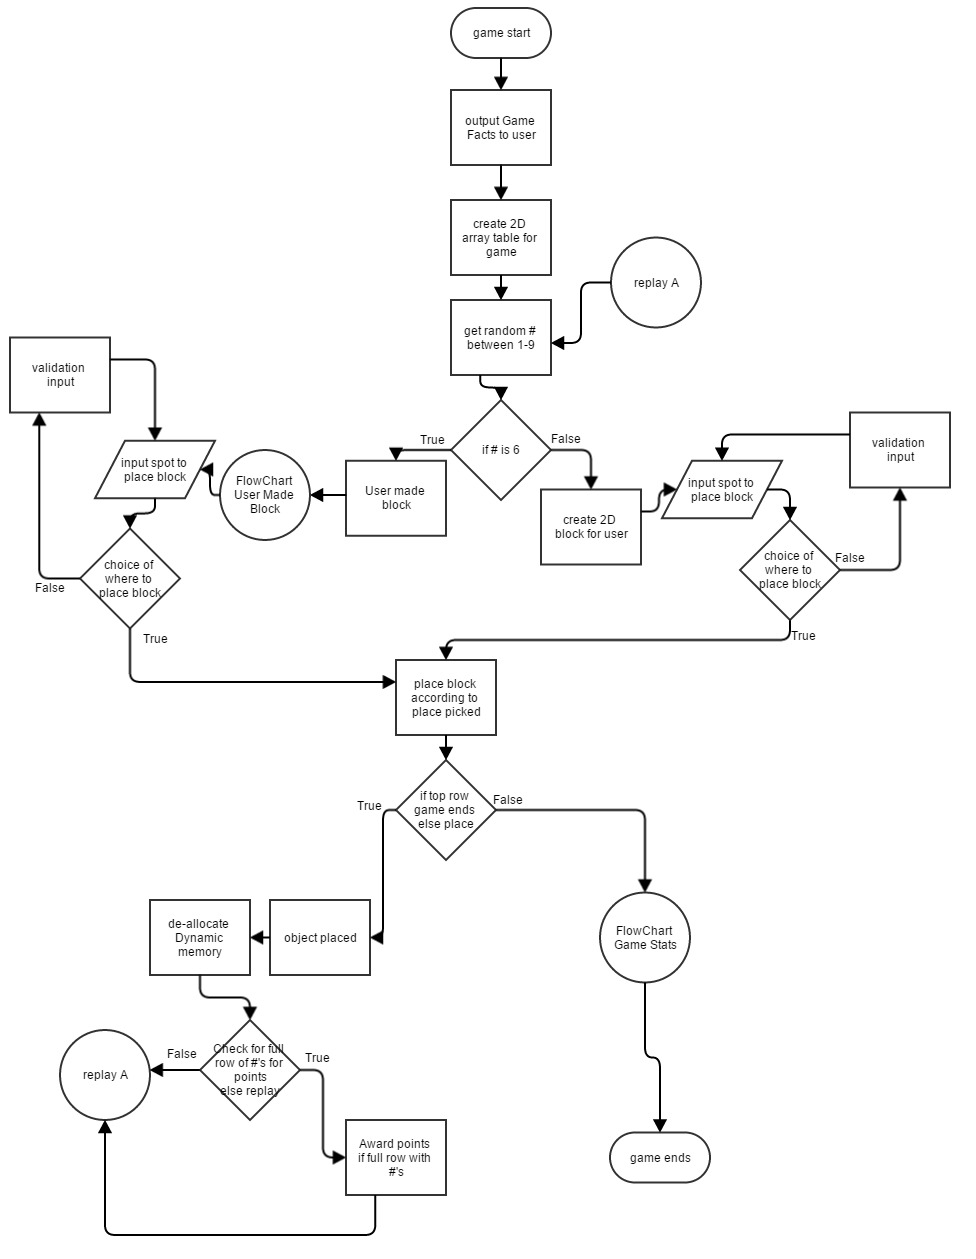 game start
output Game
Facts to user
create 2D
array table for
game
replay A
get random #
between 1-9
validation
input
if # is 6
True
False
validation
input
input spot to
place block
FlowChart
User Made
Block
User made
block
create 2D
block for user
input spot to
place block
choice of
where to
place block
False
True
choice of
where to
place block
False
True
place block
according to
place picked
if top row
game ends
else place
True
False
de-allocate
Dynamic
memory
object placed
FlowChart
Game Stats
Check for full
row of #'s for
points
else replay
False
True
replay A
Award points
if full row with
#'s
game ends